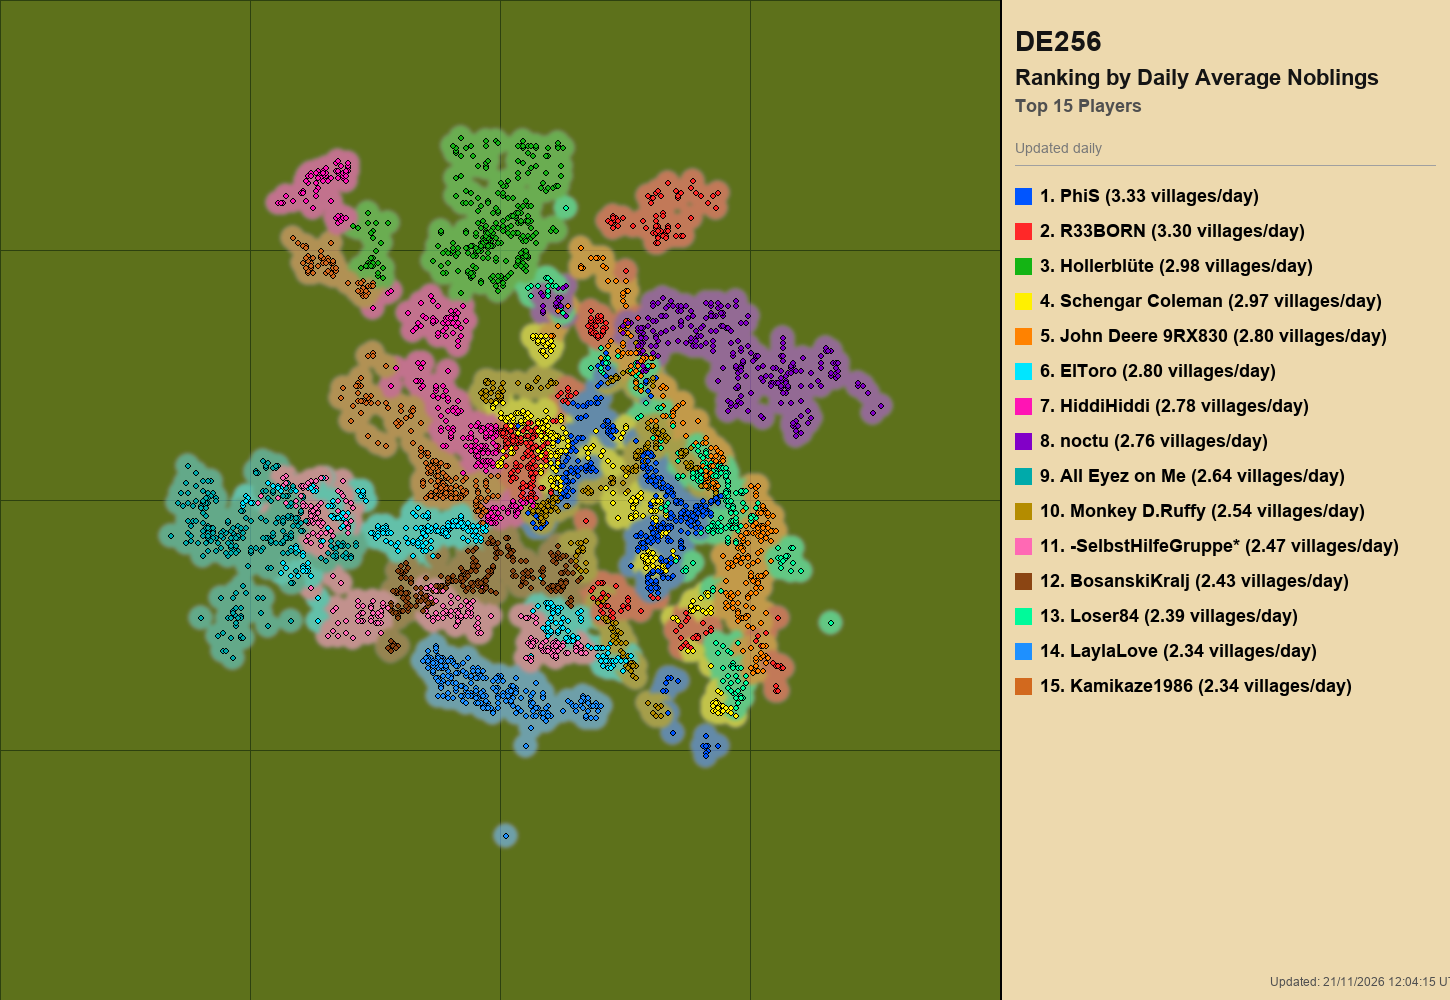 DE256
Ranking by Daily Average Noblings
Top 15 Players
Updated daily
1. PhiS (3.33 villages/day)
2. R33BORN (3.30 villages/day)
3. Hollerblüte (2.98 villages/day)
4. Schengar Coleman (2.97 villages/day)
5. John Deere 9RX830 (2.80 villages/day)
6. ElToro (2.80 villages/day)
7. HiddiHiddi (2.78 villages/day)
8. noctu (2.76 villages/day)
9. All Eyez on Me (2.64 villages/day)
10. Monkey D.Ruffy (2.54 villages/day)
11. -SelbstHilfeGruppe* (2.47 villages/day)
12. BosanskiKralj (2.43 villages/day)
13. Loser84 (2.39 villages/day)
14. LaylaLove (2.34 villages/day)
15. Kamikaze1986 (2.34 villages/day)
Updated: 21/11/2026 12:04:15